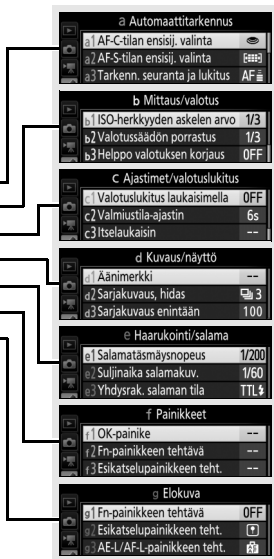 a Automaattitarkennus
a1 AF-C-tilan ensisij. valinta
a2 AF-S-tilan ensisij. valinta
a3 Tarkenn. seuranta ja lukitus AF
b Mittaus/valotus
b1 ISO-herkkyyden askelen arvo 1/3
b2 Valotussäädön porrastus 1/3
b3 Helppo valotuksen korjaus OFF
c Ajastimet/valotuslukitus
c1 Valotuslukitus laukaisimella OFF
c2 Valmiustila-ajastin 6s
c3 Itselaukaisin --
d Kuvaus/näyttö
d1 Äänimerkki --
d2 Sarjakuvaus, hidas 3
d3 Sarjakuvaus enintään 100
e Haarukointi/salama
e1 Salamatäsmäysnopeus 1/200
e2 Suljinaika salamakuv. 1/60
e3 Yhdysrak. salaman tila TTL
f Painikkeet
f1 OK-painike --
f2 Fn-painikkeen tehtävä --
f3 Esikatselupainikkeen teht. --
g Elokuva
g1 Fn-painikkeen tehtävä OFF
g2 Esikatselupainikkeen teht.
g3 AE-L/AF-L-painikkeen teht.